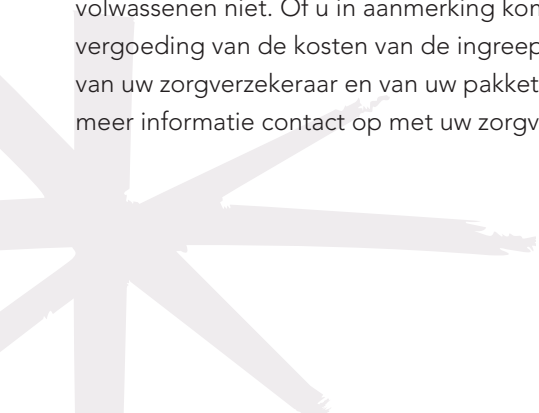 volwassenen niet. Of u in aanmerking kom
vergoeding van de kosten van de ingreep
van uw zorgverzekeraar en van uw pakket
meer informatie contact op met uw zorgv